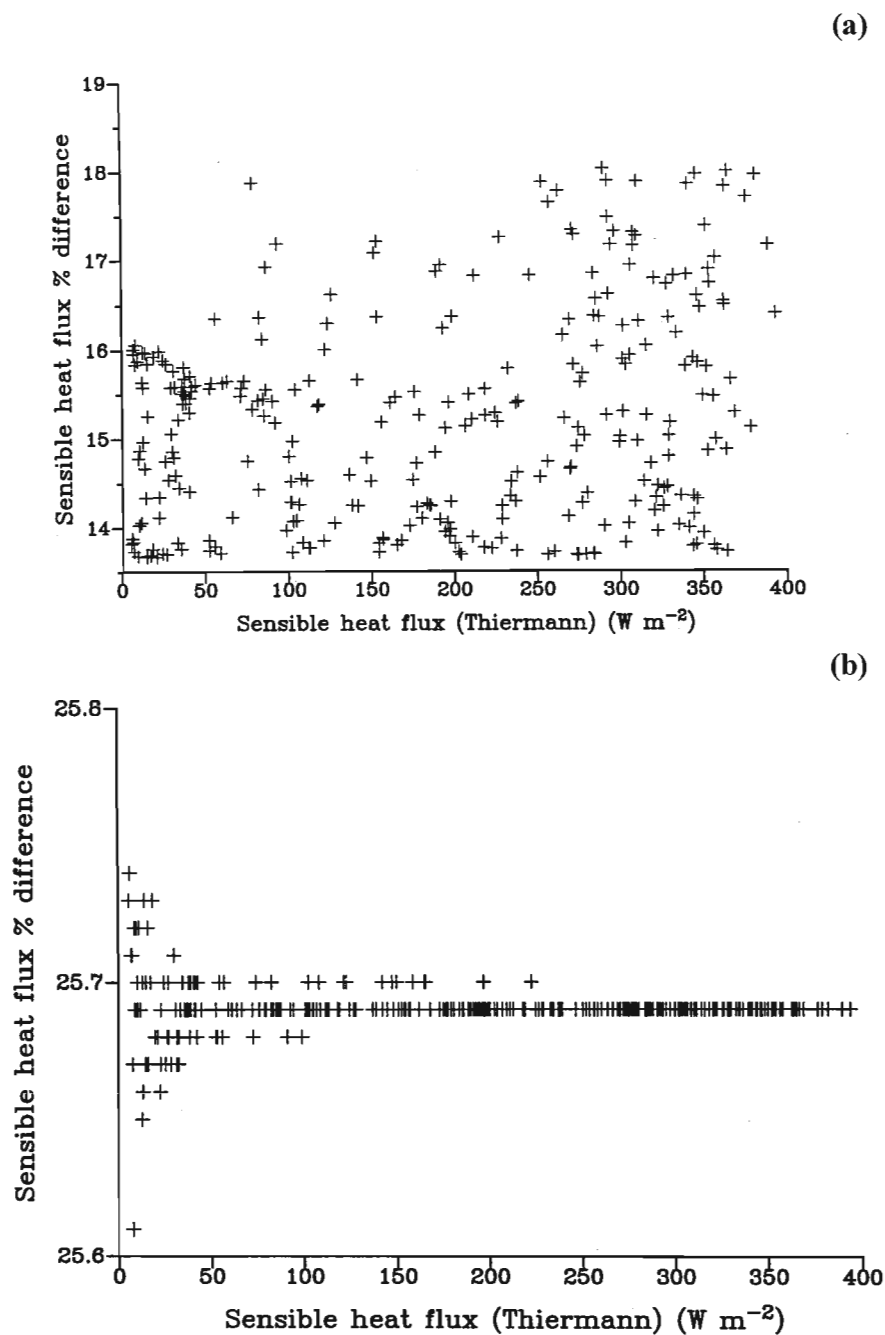 (a)
Sensible heat flux % difference
19
18
17
16
15
14
0 50 100 150 200 250 300 350 400
Sensible heat flux (Thiermann) (W m⁻²)
(b)
Sensible heat flux % difference
25.8
25.7
25.6
0 50 100 150 200 250 300 350 400
Sensible heat flux (Thiermann) (W m⁻²)